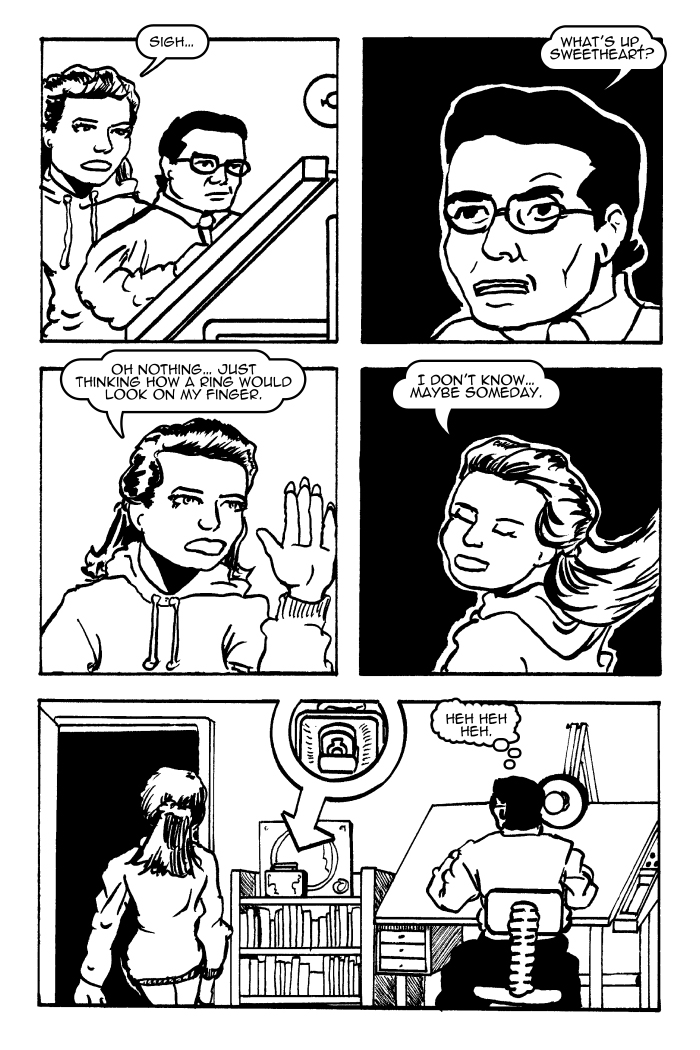 SIGH...
WHAT'S UP,
SWEETHEART?
OH NOTHING... JUST
THINKING HOW A RING WOULD
LOOK ON MY FINGER.
I DON'T KNOW...
MAYBE SOMEDAY.
HEH HEH
HEH.